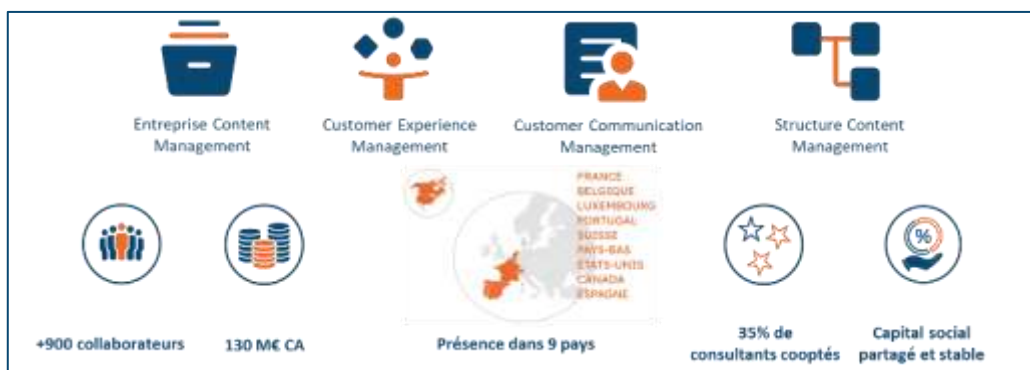 Entreprise Content
Management
Customer Experience
Management
Customer Communication
Management
Structure Content
Management
FRANCE
BELGIQUE
LUXEMBOURG
PORTUGAL
SUISSE
PAYS-BAS
ETATS-UNIS
CANADA
ESPAGNE
%
+900 collaborateurs
130 M€ CA
Présence dans 9 pays
35% de
consultants cooptés
Capital social
partagé et stable